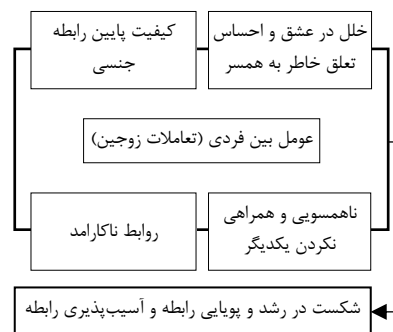 خلل در عشق و احساس
تعلق خاطر به همسر
کیفیت پایین رابطه
جنسی
عومل بین فردی (تعاملات زوجین)
ناهمسویی و همراهی
نکردن یکدیگر
روابط ناکارامد
شکست در رشد و پویایی رابطه و آسیب‌پذیری رابطه